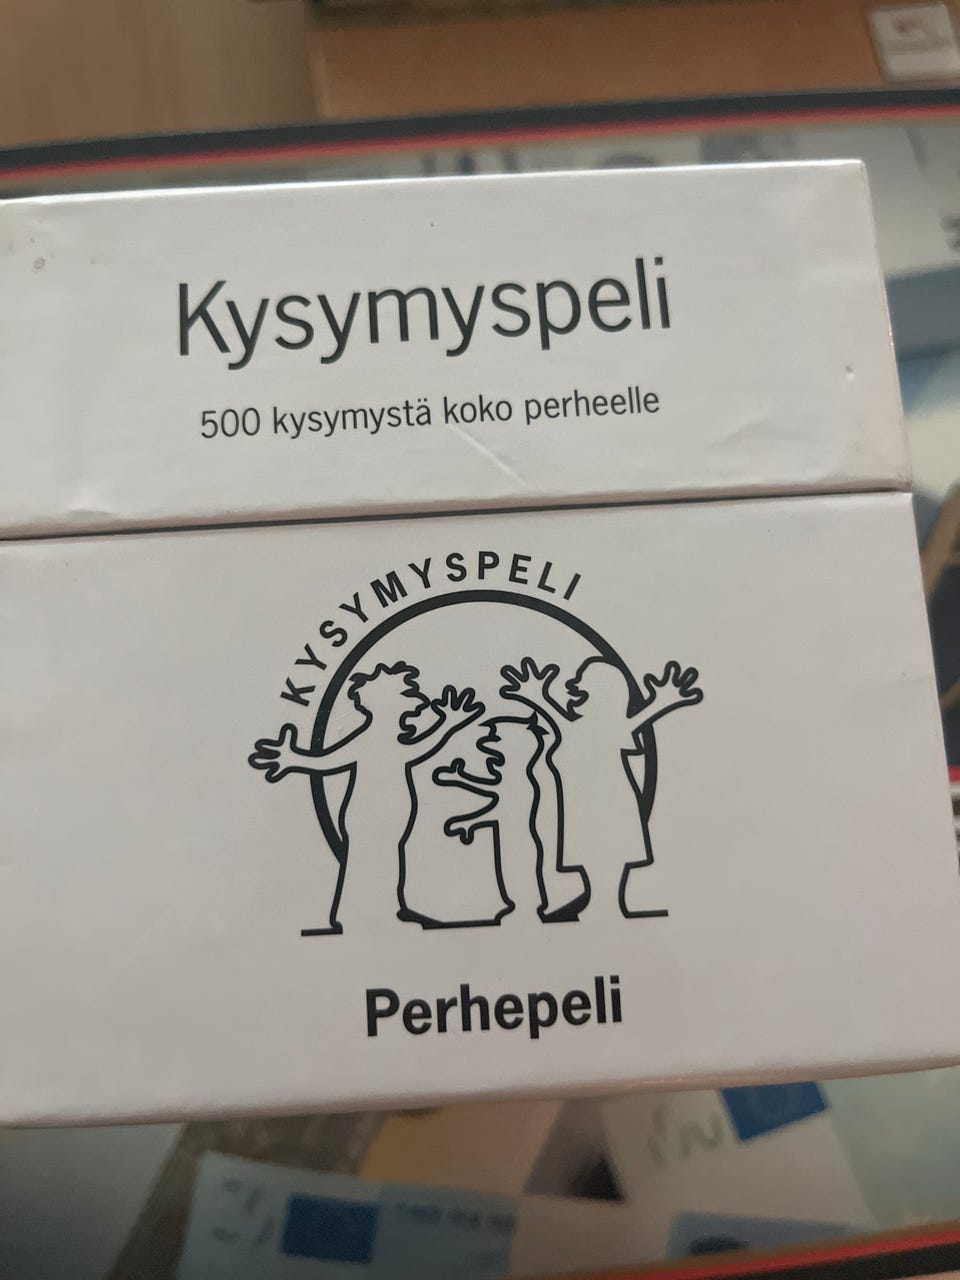 Kysymyspeli
500 kysymystä koko perheelle
KYSYMYSPELI
Perhepeli